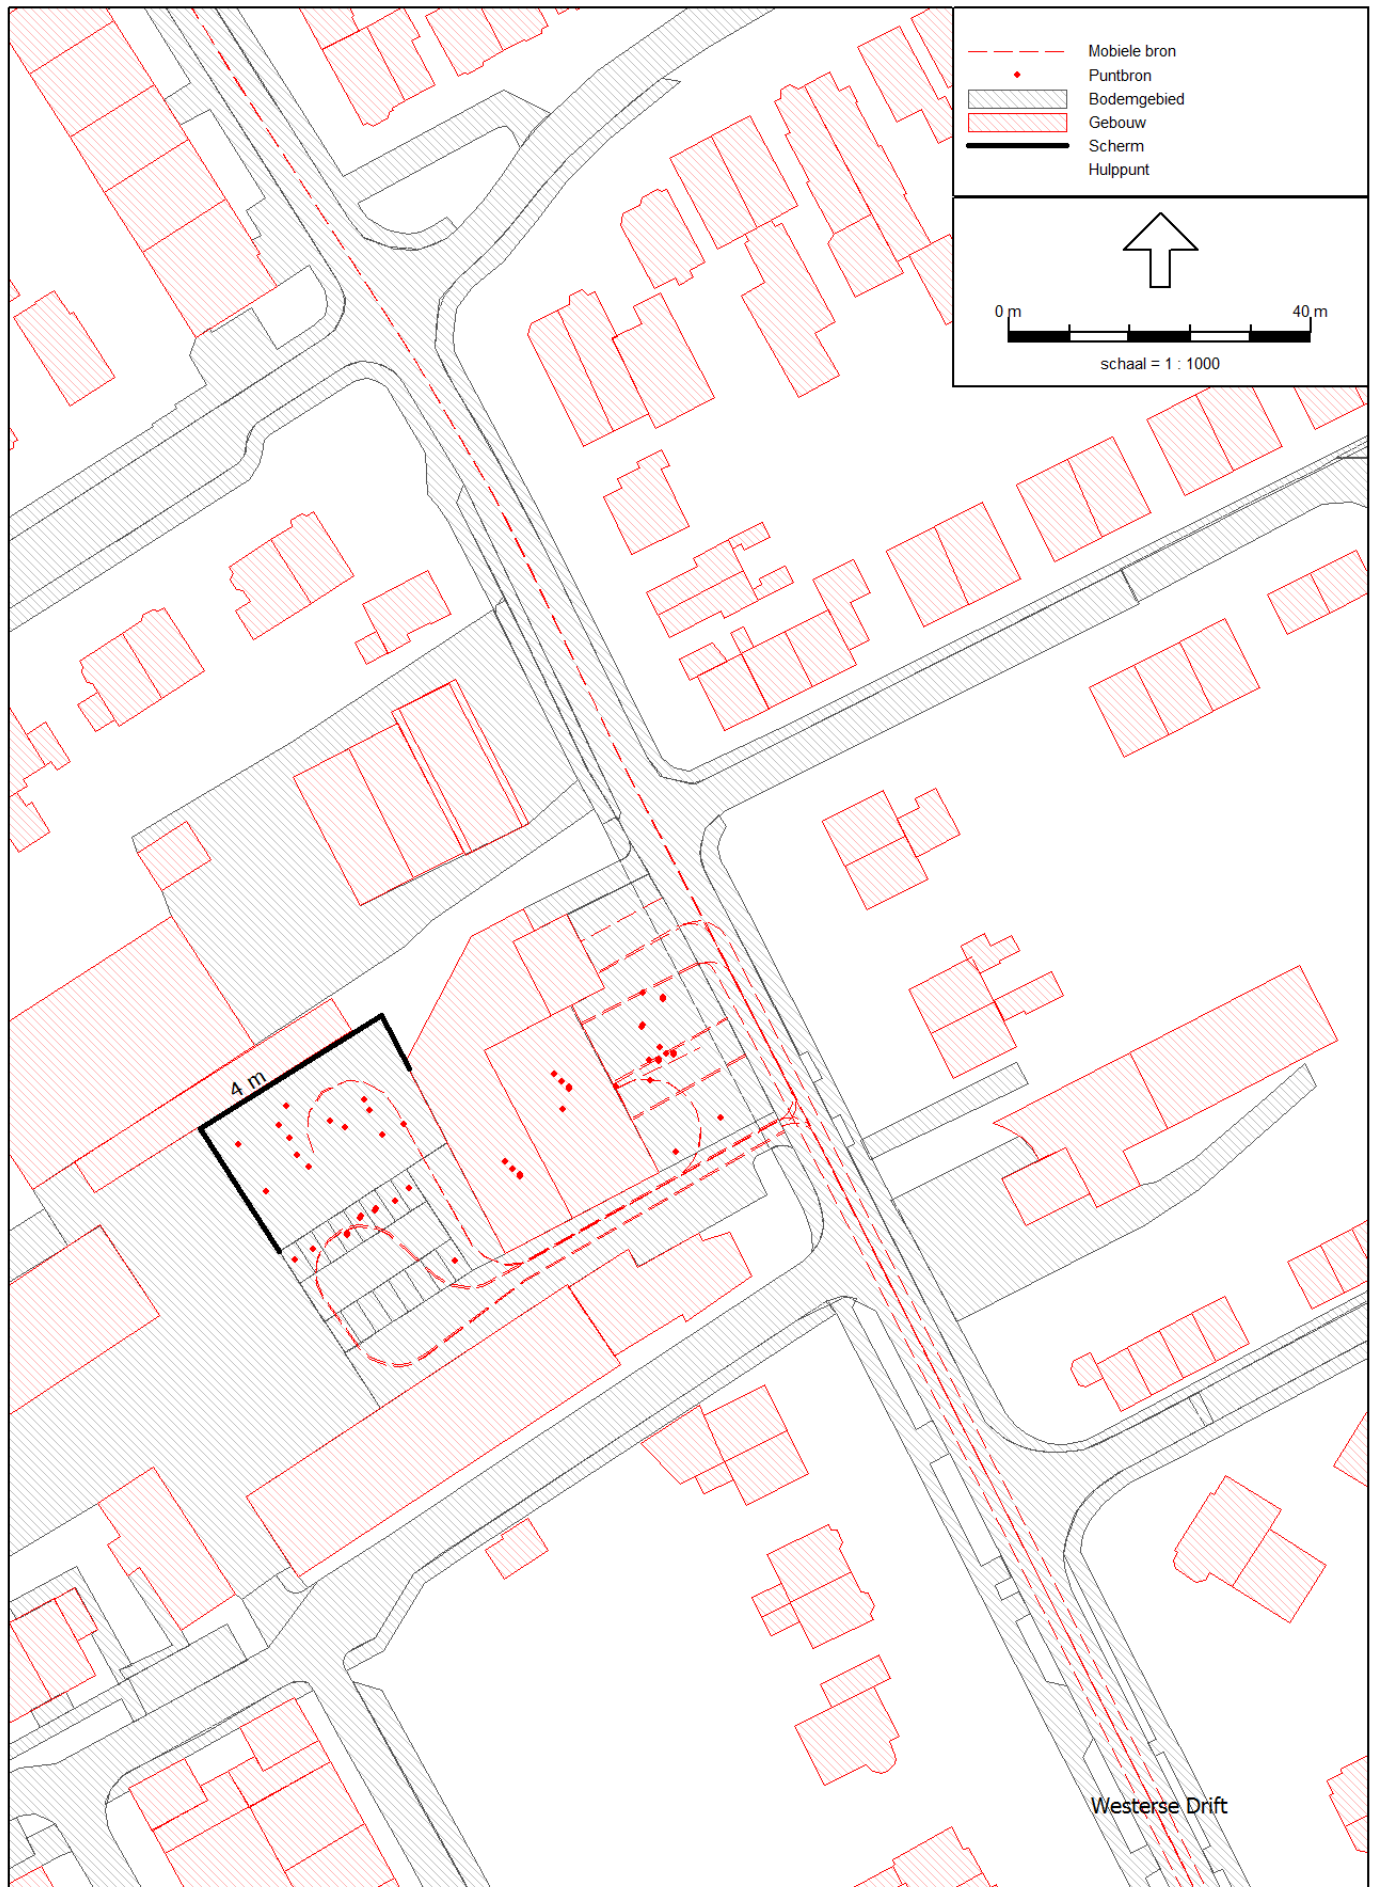 Mobiele bron
Puntbron
Bodemgebied
Gebouw
Scherm
Hulppunt
0 m 40 m
schaal = 1 : 1000
4 m
Westerse Drift